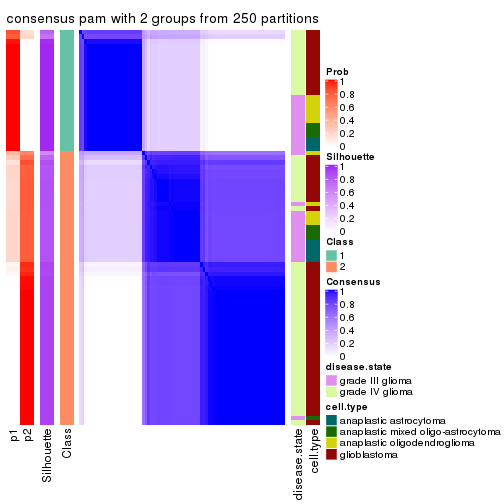 consensus pam with 2 groups from 250 partitions
Prob
1
0.8
0.6
0.4
0.2
0
Silhouette
1
0.8
0.6
0.4
0.2
0
Class
1
2
Consensus
1
0.8
0.6
0.4
0.2
0
disease.state
grade III glioma
grade IV glioma
cell.type
anaplastic astrocytoma
anaplastic mixed oligo-astrocytoma
anaplastic oligodendroglioma
glioblastoma
p1
p2
Silhouette
Class
disease.state
cell.type